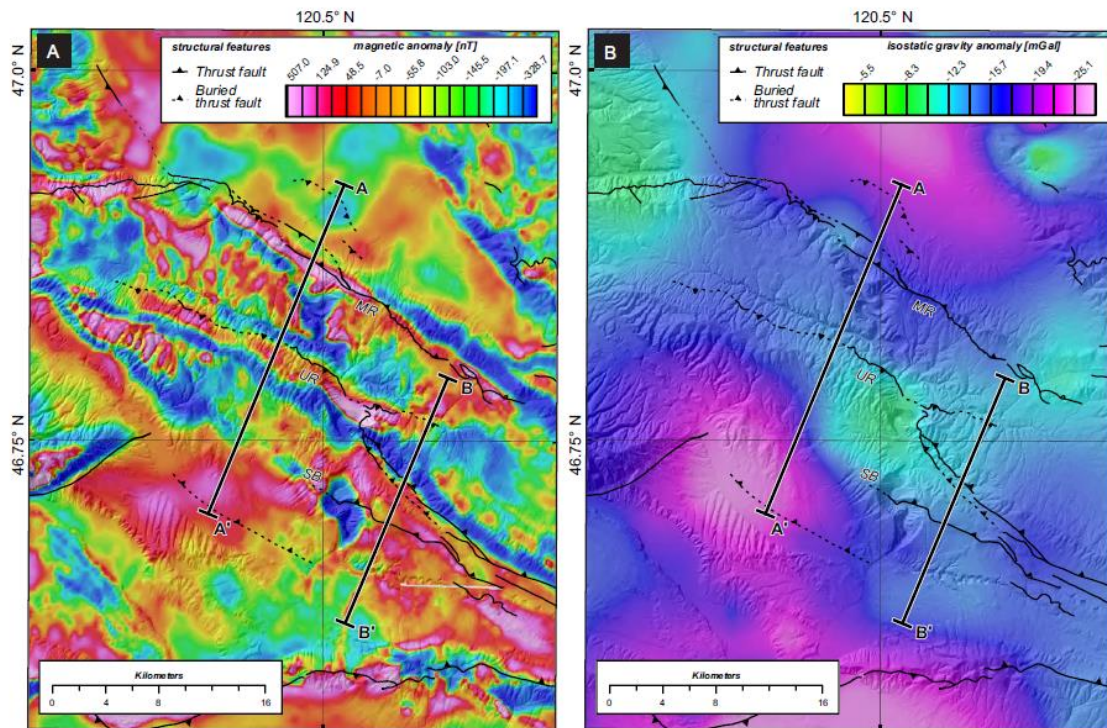 120.5° N
120.5° N
47.0° N
A
structural features
Thrust fault
Buried
thrust fault
magnetic anomaly [nT]
507.0
124.9
48.5
-7.0
-55.8
-103.0
-145.5
-197.1
-328.7
A
MR
UR
B
46.75° N
SB
A'
B'
Kilometers
0 4 8 12 16
47.0° N
B
structural features
Thrust fault
Buried
thrust fault
isostatic gravity anomaly [mGal]
-5.5
-8.3
-12.3
-15.7
-19.4
-25.1
A
MR
UR
B
46.75° N
SB
A'
B'
Kilometers
0 4 8 12 16